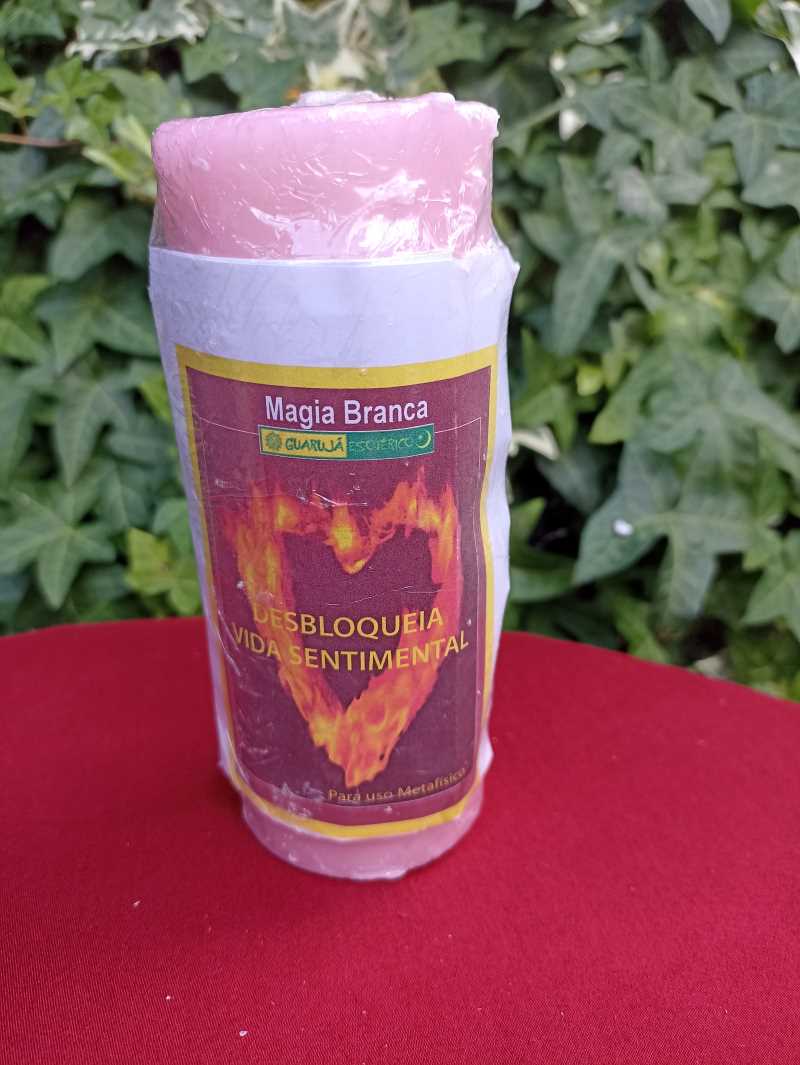 Magia Branca
GUARUJÁ ESOTÉRICO
DESBLOQUEIA
VIDA SENTIMENTAL
Para uso Metafísico